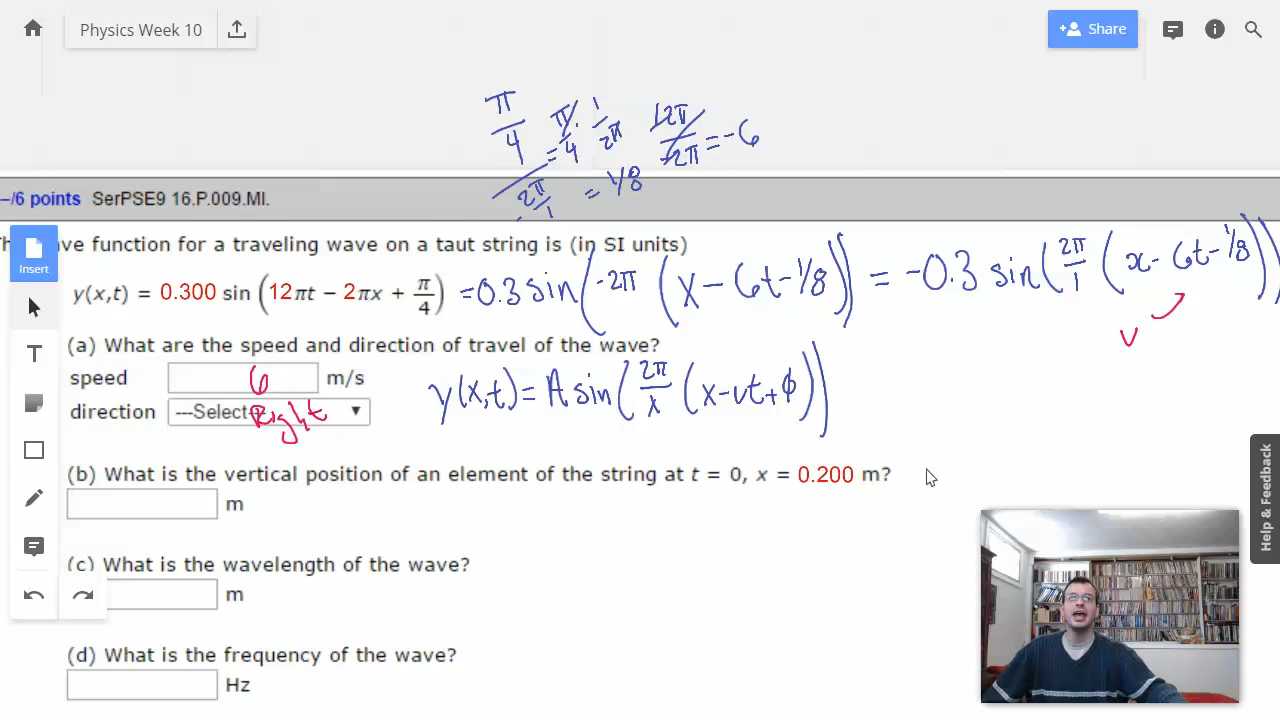 Physics Week 10
Share
π/4 / -2π/1 = π/4 · 1/2π = 1/8
12π/-2π = -6
–/6 points SerPSE9 16.P.009.MI.
ave function for a traveling wave on a taut string is (in SI units)
y(x,t) = 0.300 sin (12πt − 2πx + π/4) = 0.3 sin(-2π (x − 6t − 1/8)) = -0.3 sin(2π/1 (x − 6t − 1/8))
v
(a) What are the speed and direction of travel of the wave?
speed 6 m/s
direction ---Select--- Right
y(x,t) = A sin(2π/λ (x − vt + ϕ))
(b) What is the vertical position of an element of the string at t = 0, x = 0.200 m?
m
(c) What is the wavelength of the wave?
m
(d) What is the frequency of the wave?
Hz
Insert
T
Help & Feedback